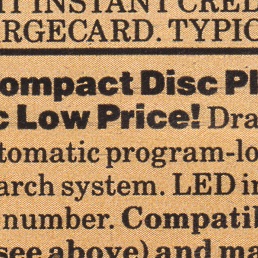 INSTANT CRED
RGECARD. TYPIC
ompact Disc Pl
c Low Price! Dra
tomatic program-lo
arch system. LED in
number. Compatil
(see above) and ma